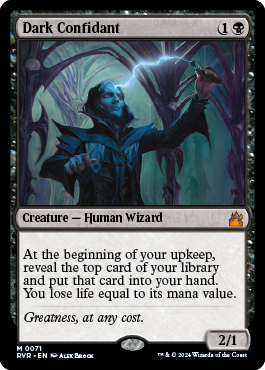 Dark Confidant 1
Creature — Human Wizard
At the beginning of your upkeep,
reveal the top card of your library
and put that card into your hand.
You lose life equal to its mana value.
Greatness, at any cost.
2/1
M 0071
RVR • EN Alex Brock
™ & © 2024 Wizards of the Coast